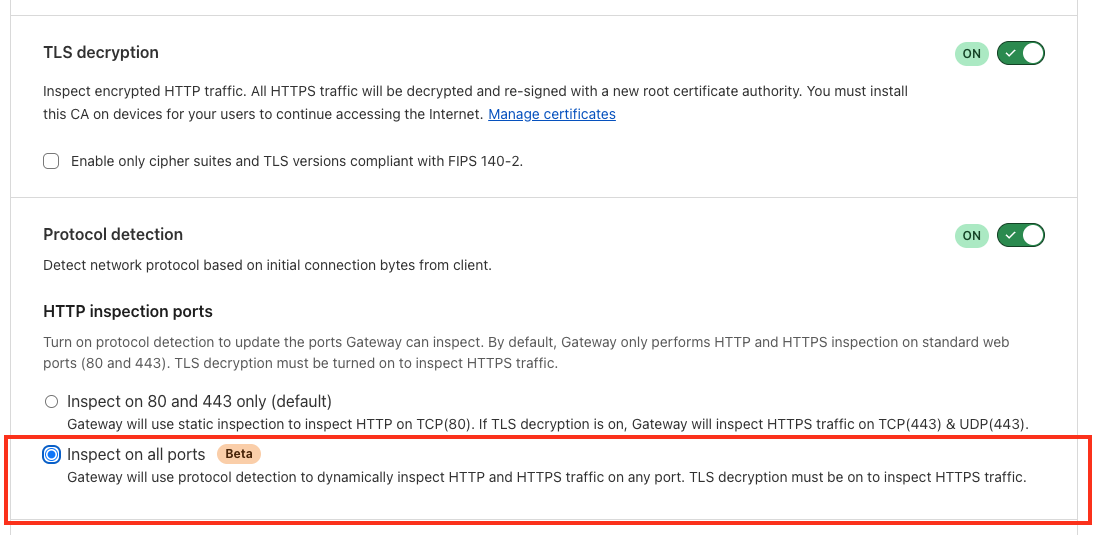 TLS decryption
ON
Inspect encrypted HTTP traffic. All HTTPS traffic will be decrypted and re-signed with a new root certificate authority. You must install
this CA on devices for your users to continue accessing the Internet. Manage certificates
Enable only cipher suites and TLS versions compliant with FIPS 140-2.
Protocol detection
ON
Detect network protocol based on initial connection bytes from client.
HTTP inspection ports
Turn on protocol detection to update the ports Gateway can inspect. By default, Gateway only performs HTTP and HTTPS inspection on standard web
ports (80 and 443). TLS decryption must be turned on to inspect HTTPS traffic.
Inspect on 80 and 443 only (default)
Gateway will use static inspection to inspect HTTP on TCP(80). If TLS decryption is on, Gateway will inspect HTTPS traffic on TCP(443) & UDP(443).
Inspect on all ports Beta
Gateway will use protocol detection to dynamically inspect HTTP and HTTPS traffic on any port. TLS decryption must be on to inspect HTTPS traffic.